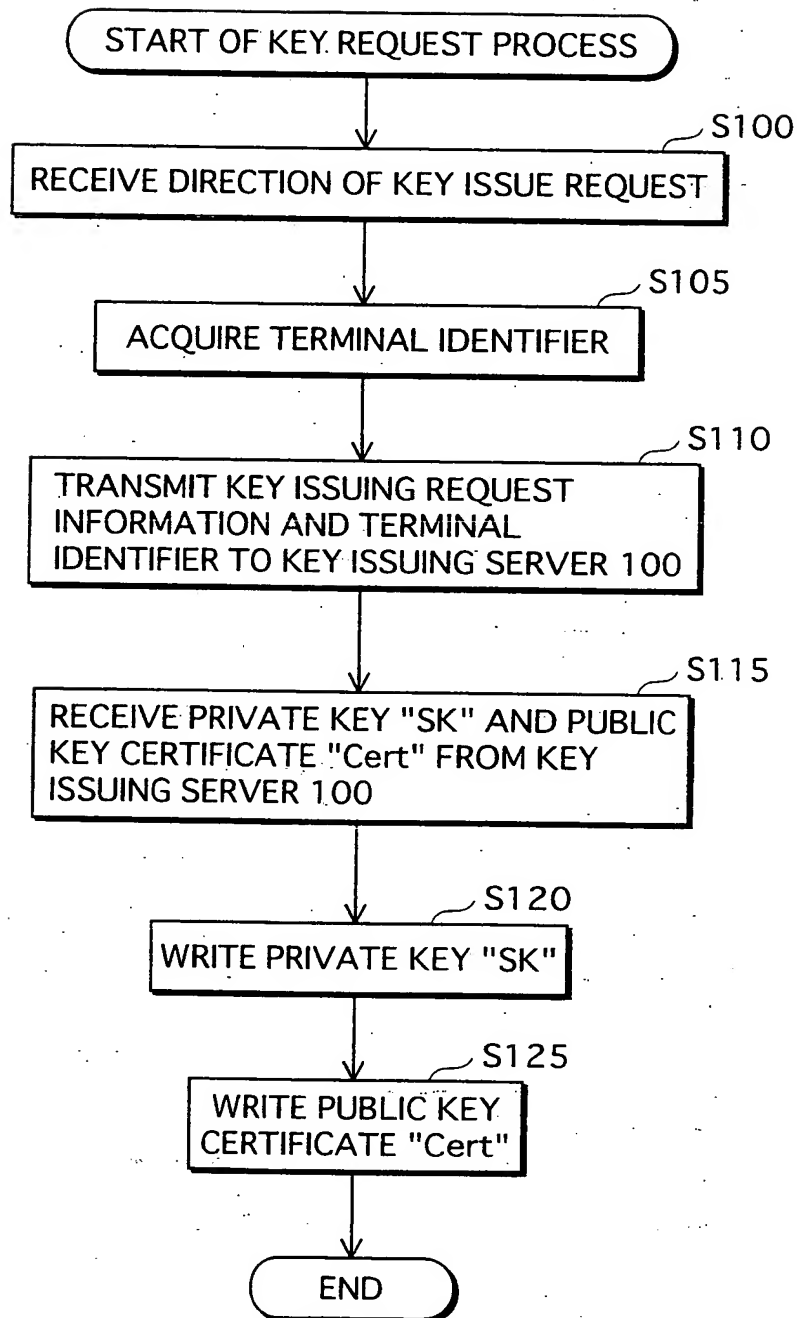 START OF KEY REQUEST PROCESS
S100
RECEIVE DIRECTION OF KEY ISSUE REQUEST
S105
ACQUIRE TERMINAL IDENTIFIER
S110
TRANSMIT KEY ISSUING REQUEST
INFORMATION AND TERMINAL
IDENTIFIER TO KEY ISSUING SERVER 100
S115
RECEIVE PRIVATE KEY "SK" AND PUBLIC
KEY CERTIFICATE "Cert" FROM KEY
ISSUING SERVER 100
S120
WRITE PRIVATE KEY "SK"
S125
WRITE PUBLIC KEY
CERTIFICATE "Cert"
END